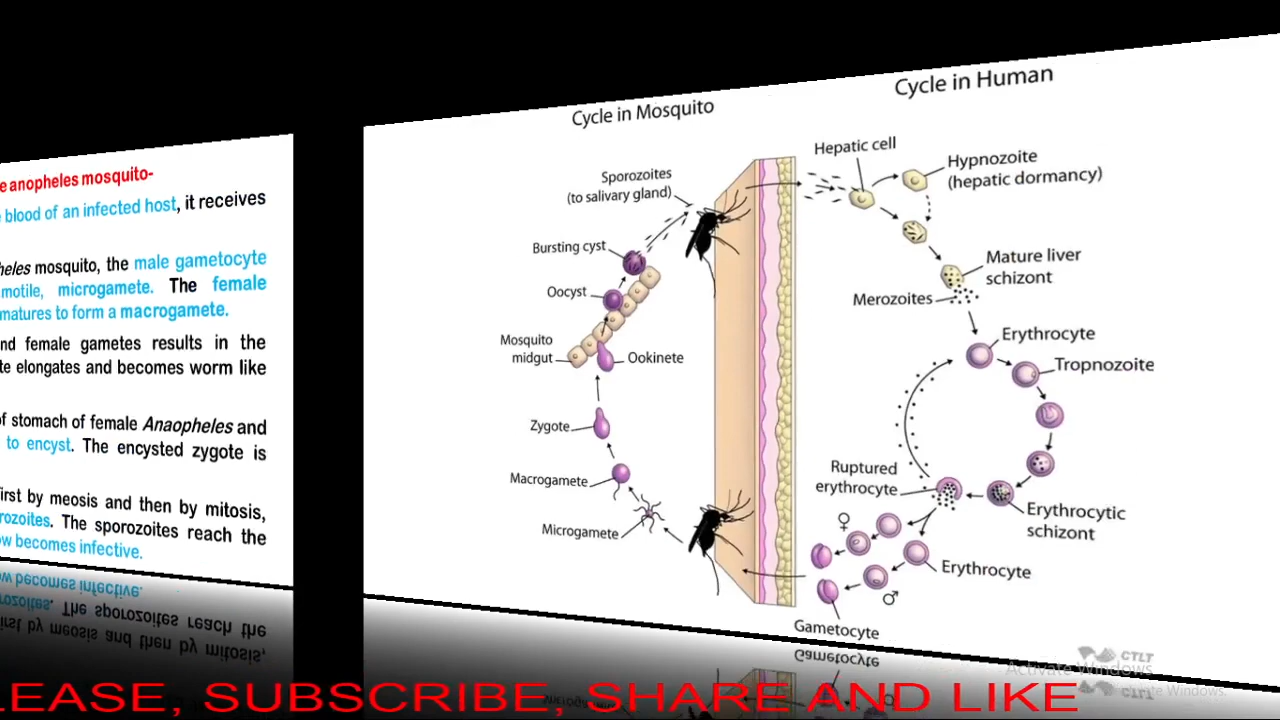 e anopheles mosquito-
e blood of an infected host, it receives
heles mosquito, the male gametocyte
motile, microgamete. The female
matures to form a macrogamete.
nd female gametes results in the
te elongates and becomes worm like
of stomach of female Anaopheles and
to encyst. The encysted zygote is
first by meosis and then by mitosis,
rozoites. The sporozoites reach the
ow becomes infective.
Cycle in Mosquito
Cycle in Human
Sporozoites
(to salivary gland)
Bursting cyst
Oocyst
Mosquito
midgut
Ookinete
Zygote
Macrogamete
Microgamete
Hepatic cell
Hypnozoite
(hepatic dormancy)
Mature liver
schizont
Merozoites
Erythrocyte
Tropnozoite
Ruptured
erythrocyte
Erythrocytic
schizont
♀
Erythrocyte
♂
Gametocyte
CTLT
Activate Windows
LEASE, SUBSCRIBE, SHARE AND LIKE